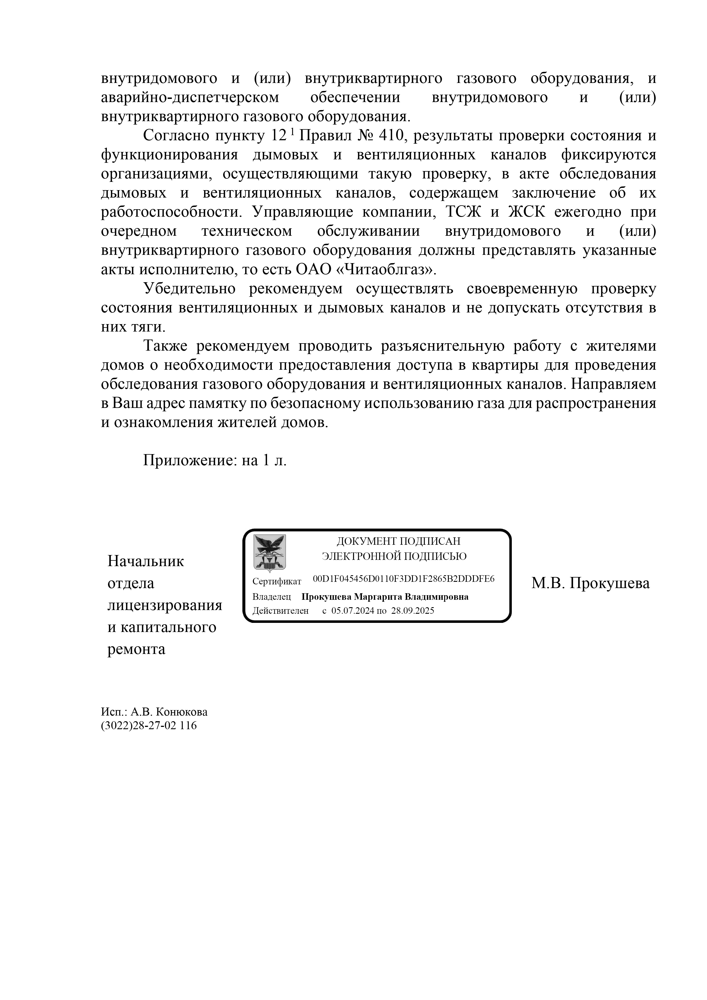 внутридомового и (или) внутриквартирного газового оборудования, и
аварийно-диспетчерском обеспечении внутридомового и (или)
внутриквартирного газового оборудования.
Согласно пункту 12 ¹ Правил № 410, результаты проверки состояния и
функционирования дымовых и вентиляционных каналов фиксируются
организациями, осуществляющими такую проверку, в акте обследования
дымовых и вентиляционных каналов, содержащем заключение об их
работоспособности. Управляющие компании, ТСЖ и ЖСК ежегодно при
очередном техническом обслуживании внутридомового и (или)
внутриквартирного газового оборудования должны представлять указанные
акты исполнителю, то есть ОАО «Читаоблгаз».
Убедительно рекомендуем осуществлять своевременную проверку
состояния вентиляционных и дымовых каналов и не допускать отсутствия в
них тяги.
Также рекомендуем проводить разъяснительную работу с жителями
домов о необходимости предоставления доступа в квартиры для проведения
обследования газового оборудования и вентиляционных каналов. Направляем
в Ваш адрес памятку по безопасному использованию газа для распространения
и ознакомления жителей домов.
Приложение: на 1 л.
Начальник
отдела
лицензирования
и капитального
ремонта
ДОКУМЕНТ ПОДПИСАН
ЭЛЕКТРОННОЙ ПОДПИСЬЮ
Сертификат 00D1F045456D0110F3DD1F2865B2DDDFE6
Владелец Прокушева Маргарита Владимировна
Действителен с 05.07.2024 по 28.09.2025
М.В. Прокушева
Исп.: А.В. Конюкова
(3022)28-27-02 116